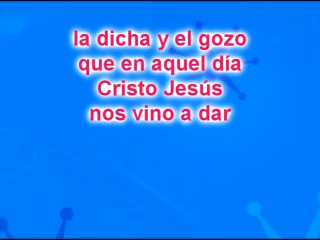 la dicha y el gozo
que en aquel día
Cristo Jesús
nos vino a dar